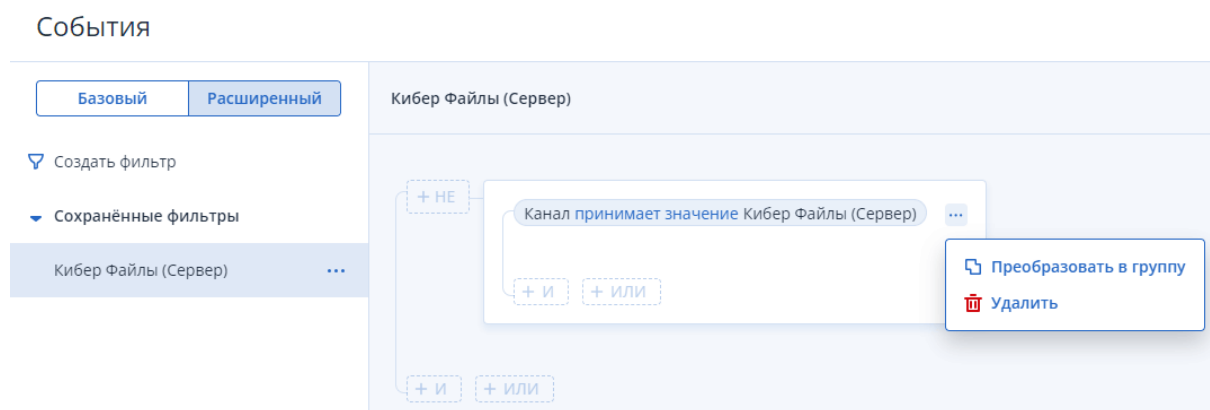 События
Базовый Расширенный
Кибер Файлы (Сервер)
Создать фильтр
Сохранённые фильтры
Кибер Файлы (Сервер) ...
+ НЕ
Канал принимает значение Кибер Файлы (Сервер) ...
Преобразовать в группу
Удалить
+ И + ИЛИ
+ И + ИЛИ